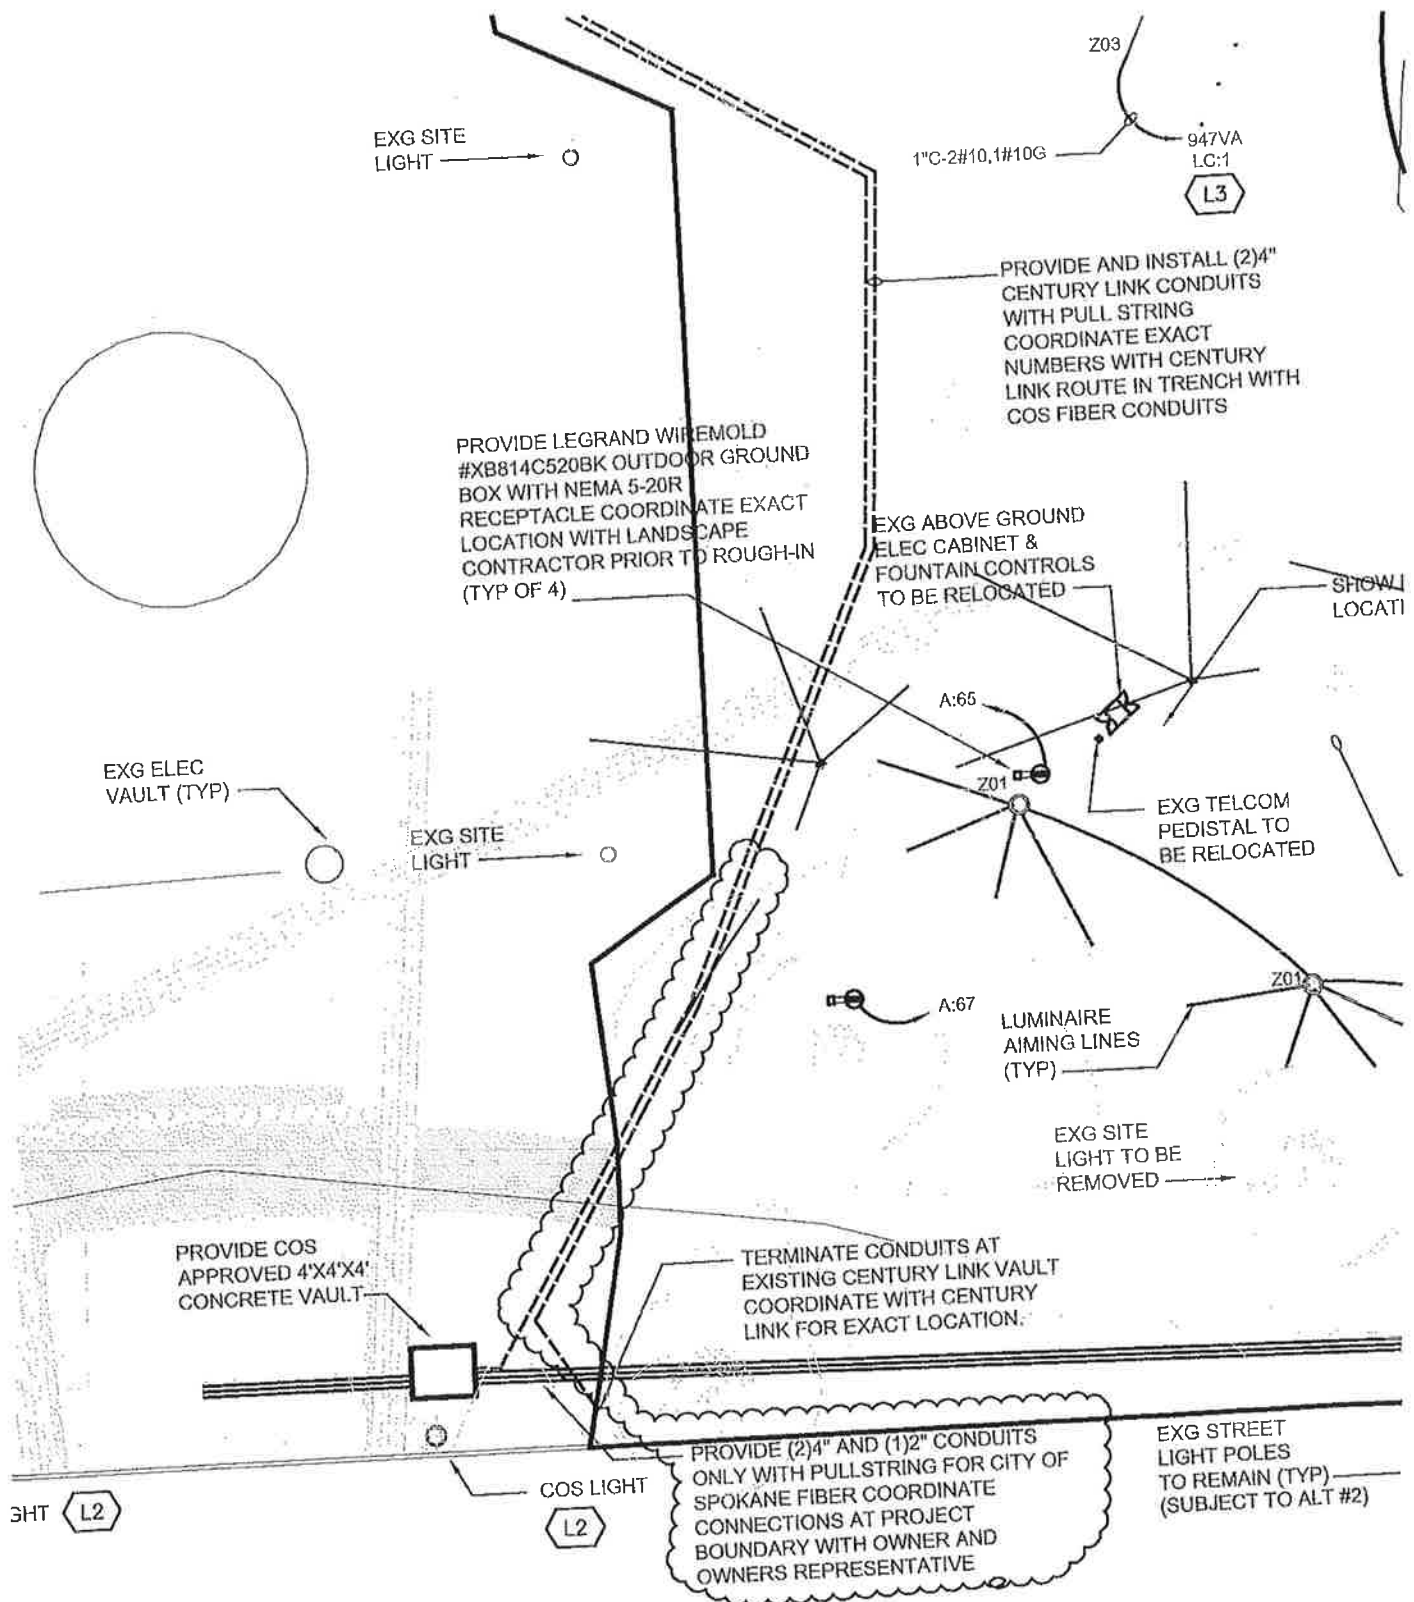 Z03
EXG SITE
LIGHT
1"C-2#10,1#10G
947VA
LC:1
L3
PROVIDE AND INSTALL (2)4"
CENTURY LINK CONDUITS
WITH PULL STRING
COORDINATE EXACT
NUMBERS WITH CENTURY
LINK ROUTE IN TRENCH WITH
COS FIBER CONDUITS
PROVIDE LEGRAND WIREMOLD
#XB814C520BK OUTDOOR GROUND
BOX WITH NEMA 5-20R
RECEPTACLE COORDINATE EXACT
LOCATION WITH LANDSCAPE
CONTRACTOR PRIOR TO ROUGH-IN
(TYP OF 4)
EXG ABOVE GROUND
ELEC CABINET &
FOUNTAIN CONTROLS
TO BE RELOCATED
SHOW
LOCATI
A:65
Z01
EXG ELEC
VAULT (TYP)
EXG SITE
LIGHT
EXG TELCOM
PEDISTAL TO
BE RELOCATED
Z01
A:67
LUMINAIRE
AIMING LINES
(TYP)
EXG SITE
LIGHT TO BE
REMOVED
PROVIDE COS
APPROVED 4'X4'X4'
CONCRETE VAULT
TERMINATE CONDUITS AT
EXISTING CENTURY LINK VAULT
COORDINATE WITH CENTURY
LINK FOR EXACT LOCATION.
PROVIDE (2)4" AND (1)2" CONDUITS
ONLY WITH PULLSTRING FOR CITY OF
SPOKANE FIBER COORDINATE
CONNECTIONS AT PROJECT
BOUNDARY WITH OWNER AND
OWNERS REPRESENTATIVE
EXG STREET
LIGHT POLES
TO REMAIN (TYP)
(SUBJECT TO ALT #2)
COS LIGHT
L2
GHT L2